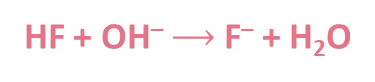 HF + OH⁻ ⟶ F⁻ + H₂O